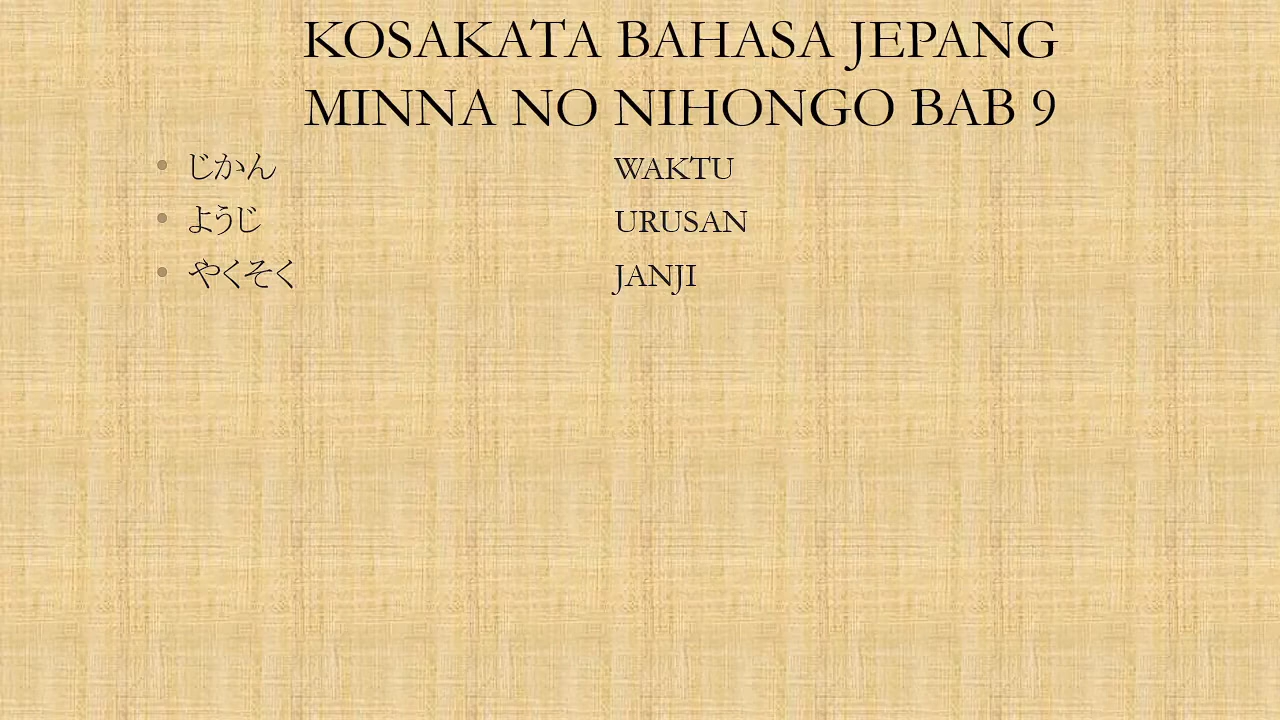 KOSAKATA BAHASA JEPANG
MINNA NO NIHONGO BAB 9
• じかん WAKTU
• ようじ URUSAN
• やくそく JANJI